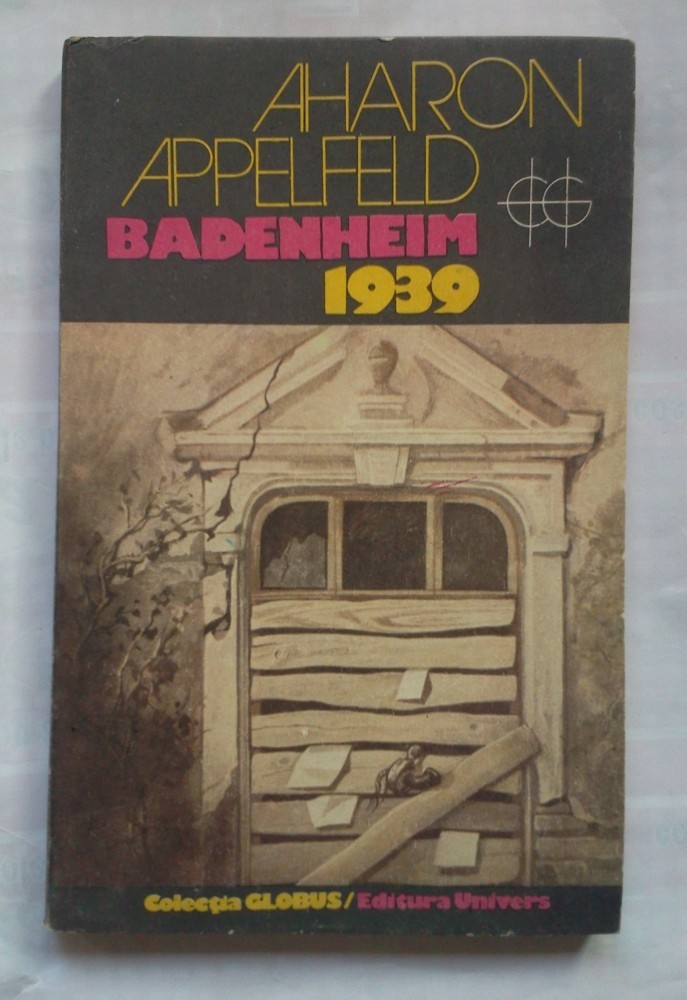 AHARON
APPELFELD
BADENHEIM
1939
Colecția GLOBUS / Editura Univers